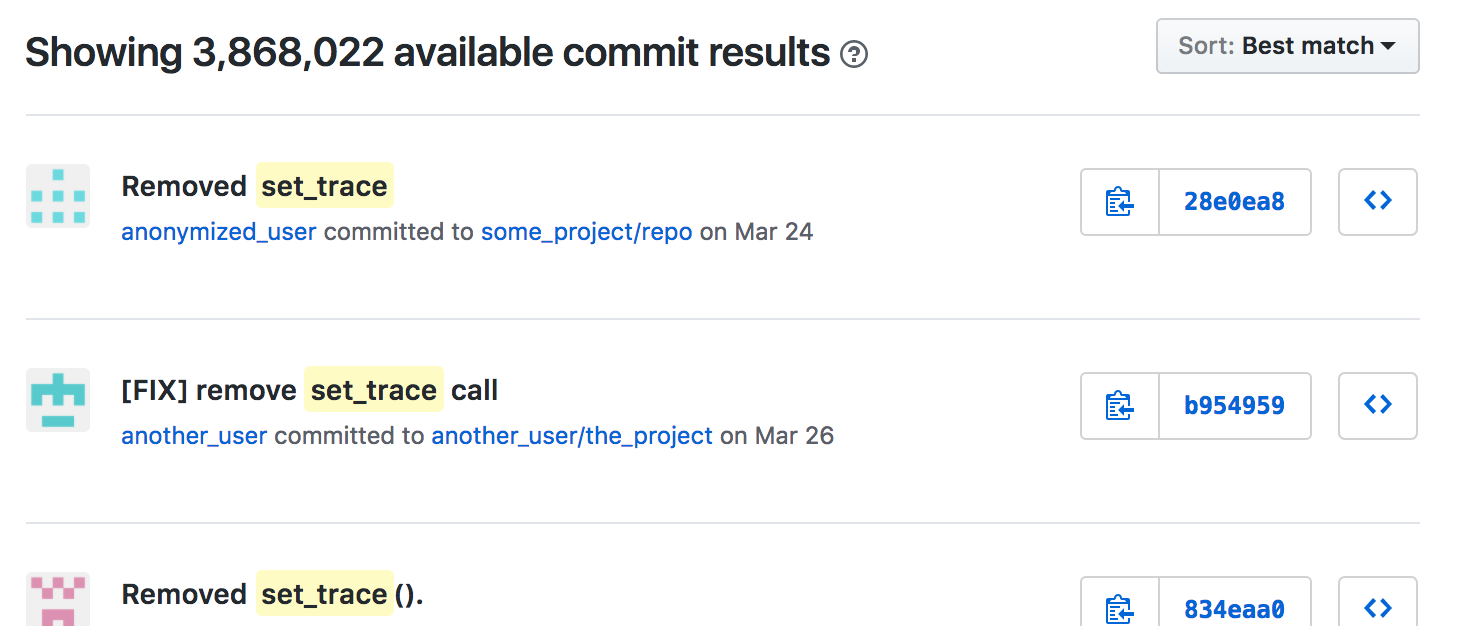 Showing 3,868,022 available commit results
Sort: Best match
Removed set_trace
anonymized_user committed to some_project/repo on Mar 24
28e0ea8
[FIX] remove set_trace call
another_user committed to another_user/the_project on Mar 26
b954959
Removed set_trace().
834eaa0